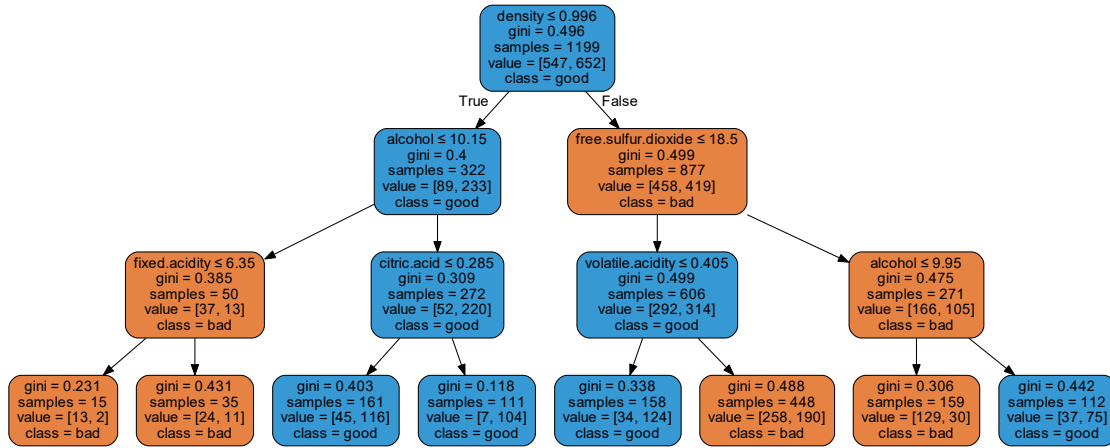 density ≤ 0.996
gini = 0.496
samples = 1199
value = [547, 652]
class = good
True
False
alcohol ≤ 10.15
gini = 0.4
samples = 322
value = [89, 233]
class = good
free.sulfur.dioxide ≤ 18.5
gini = 0.499
samples = 877
value = [458, 419]
class = bad
fixed.acidity ≤ 6.35
gini = 0.385
samples = 50
value = [37, 13]
class = bad
citric.acid ≤ 0.285
gini = 0.309
samples = 272
value = [52, 220]
class = good
volatile.acidity ≤ 0.405
gini = 0.499
samples = 606
value = [292, 314]
class = good
alcohol ≤ 9.95
gini = 0.475
samples = 271
value = [166, 105]
class = bad
gini = 0.231
samples = 15
value = [13, 2]
class = bad
gini = 0.431
samples = 35
value = [24, 11]
class = bad
gini = 0.403
samples = 161
value = [45, 116]
class = good
gini = 0.118
samples = 111
value = [7, 104]
class = good
gini = 0.338
samples = 158
value = [34, 124]
class = good
gini = 0.488
samples = 448
value = [258, 190]
class = bad
gini = 0.306
samples = 159
value = [129, 30]
class = bad
gini = 0.442
samples = 112
value = [37, 75]
class = good